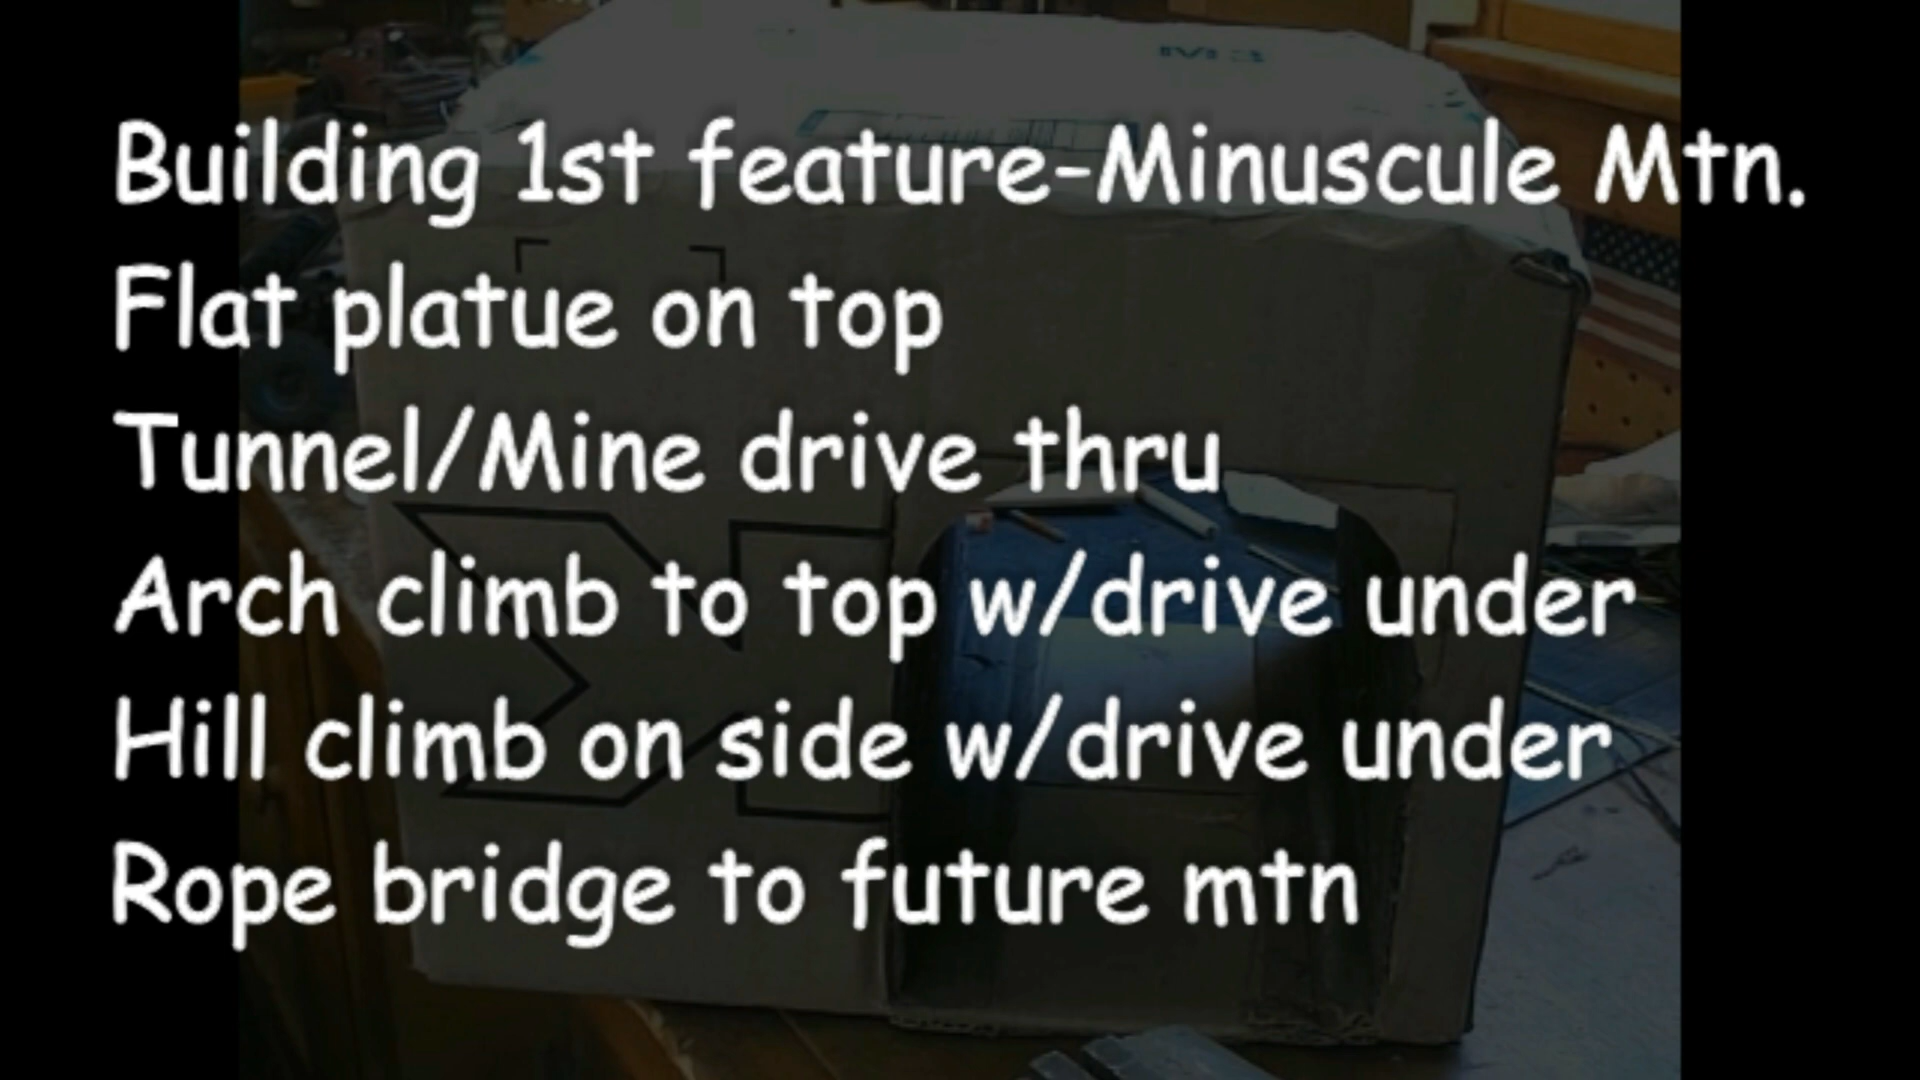 Building 1st feature-Minuscule Mtn.
Flat platue on top
Tunnel/Mine drive thru
Arch climb to top w/drive under
Hill climb on side w/drive under
Rope bridge to future mtn